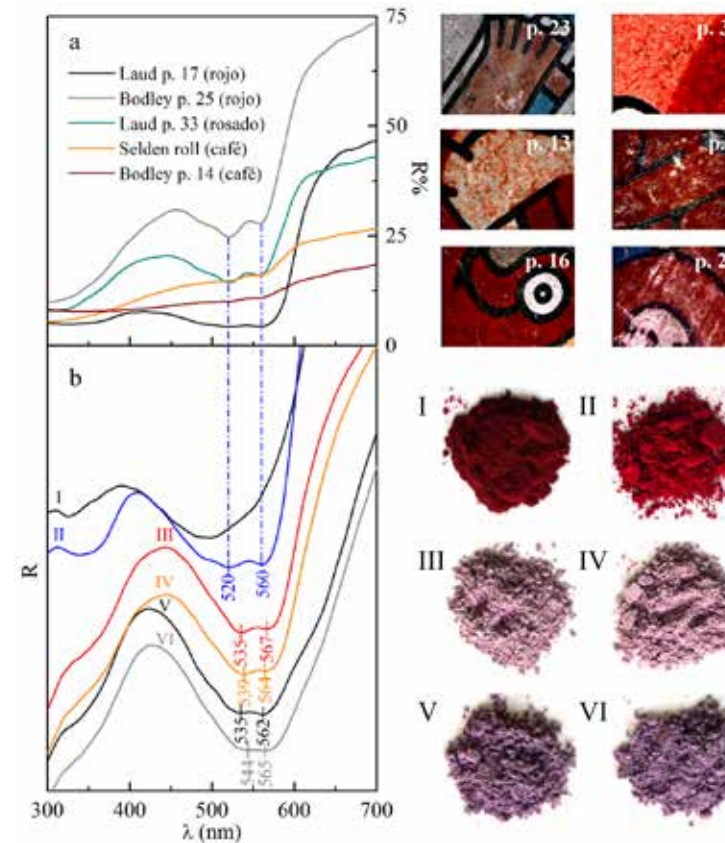 a
Laud p. 17 (rojo)
Bodley p. 25 (rojo)
Laud p. 33 (rosado)
Selden roll (café)
Bodley p. 14 (café)
75
50
25
0
R%
b
I
II
III
IV
V
VI
520
560
535
567
539
564
535
562
544
565
R
300
400
500
600
700
λ (nm)
p. 23
p. 13
p. 16
I
II
III
IV
V
VI